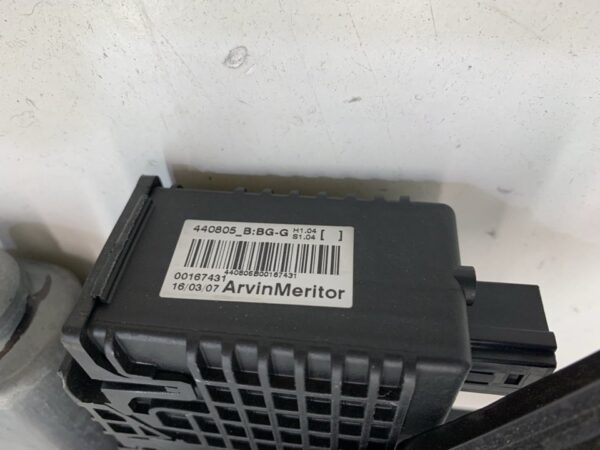 440805_B:BG-G H1.04 [ ]
S1.04
440805B00167431
00167431
16/03/07 ArvinMeritor